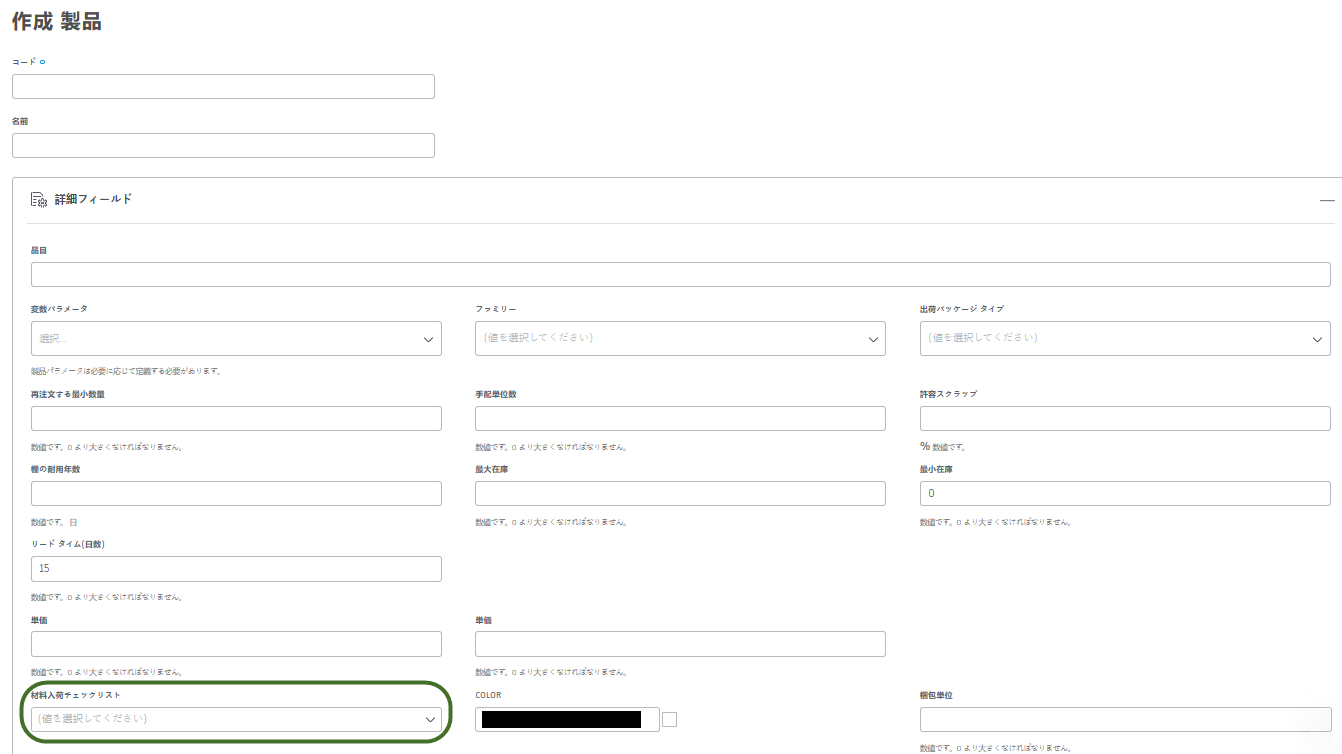 作成 製品
コード
名前
詳細フィールド
品目
変数パラメータ ファミリー 出荷パッケージ タイプ
選択... (値を選択してください) (値を選択してください)
製品パラメータは必要に応じて定義する必要があります。
再注文する最小数量 手配単位数 許容スクラップ
数値です。0 より大きくなければなりません。 数値です。0 より大きくなければなりません。 % 数値です。
棚の耐用年数 最大在庫 最小在庫
0
数値です。 日 数値です。0 より大きくなければなりません。 数値です。0 より大きくなければなりません。
リード タイム(日数)
15
数値です。0 より大きくなければなりません。
単価 単価
数値です。0 より大きくなければなりません。 数値です。0 より大きくなければなりません。
材料入荷チェックリスト COLOR 梱包単位
(値を選択してください)
数値です。0 より大きくなければなりません。